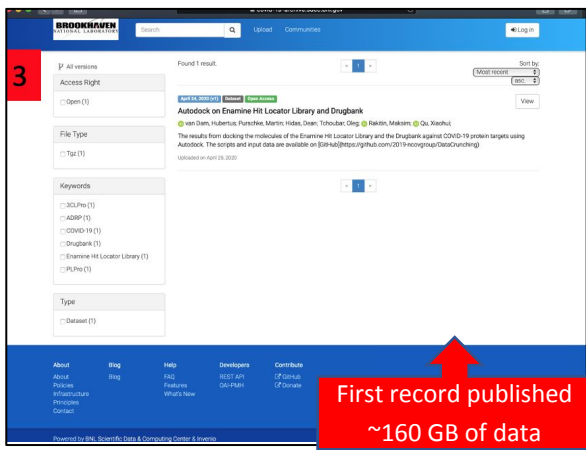 BROOKHAVEN
NATIONAL LABORATORY
Search
Upload Communities
Log in
3
All versions
Found 1 result.
« 1 »
Sort by:
Most recent
asc.
Access Right
Open (1)
April 24, 2020 (v1) Dataset Open Access
View
Autodock on Enamine Hit Locator Library and Drugbank
van Dam, Hubertus; Purschke, Martin; Hidas, Dean; Tchoubar, Oleg; Rakitin, Maksim; Qu, Xiaohui;
The results from docking the molecules of the Enamine Hit Locator Library and the Drugbank against COVID-19 protein targets using
Autodock. The scripts and input data are available on [GitHub](https://github.com/2019-ncovgroup/DataCrunching)
Uploaded on April 29, 2020
« 1 »
File Type
Tgz (1)
Keywords
3CLPro (1)
ADRP (1)
COVID-19 (1)
Drugbank (1)
Enamine Hit Locator Library (1)
PLPro (1)
Type
Dataset (1)
About Blog Help Developers Contribute
About Blog FAQ REST API GitHub
Policies Features OAI-PMH Donate
Infrastructure What's New
Principles
Contact
First record published
~160 GB of data
Powered by BNL Scientific Data & Computing Center & Invenio